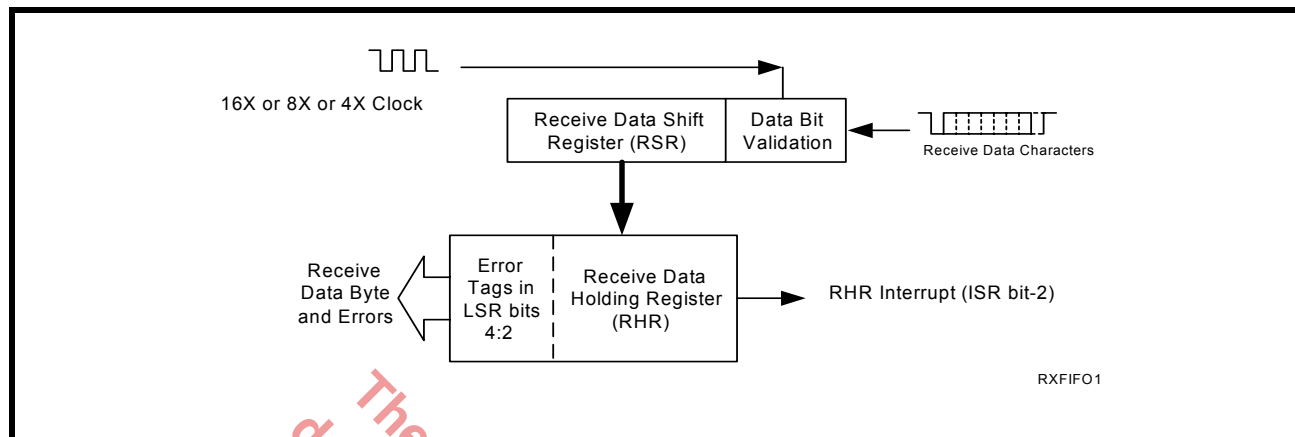 16X or 8X or 4X Clock
Receive Data Shift
Register (RSR)
Data Bit
Validation
Receive Data Characters
Receive
Data Byte
and Errors
Error
Tags in
LSR bits
4:2
Receive Data
Holding Register
(RHR)
RHR Interrupt (ISR bit-2)
RXFIFO1
The